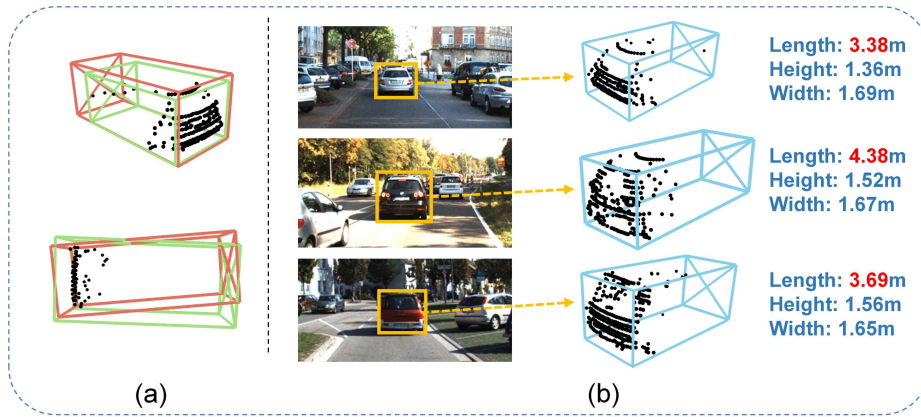 Length: 3.38m
Height: 1.36m
Width: 1.69m
Length: 4.38m
Height: 1.52m
Width: 1.67m
Length: 3.69m
Height: 1.56m
Width: 1.65m
(a)
(b)